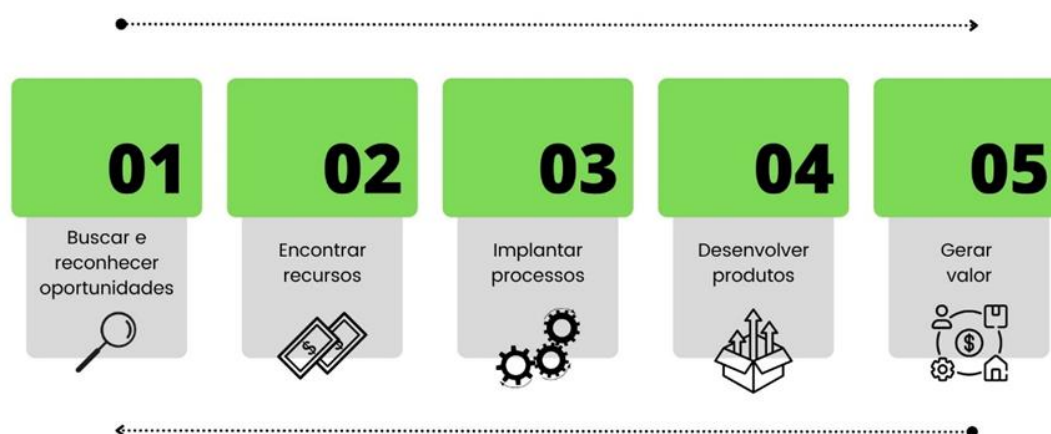 01
Buscar e
reconhecer
oportunidades
02
Encontrar
recursos
$
$
03
Implantar
processos
04
Desenvolver
produtos
05
Gerar
valor
$